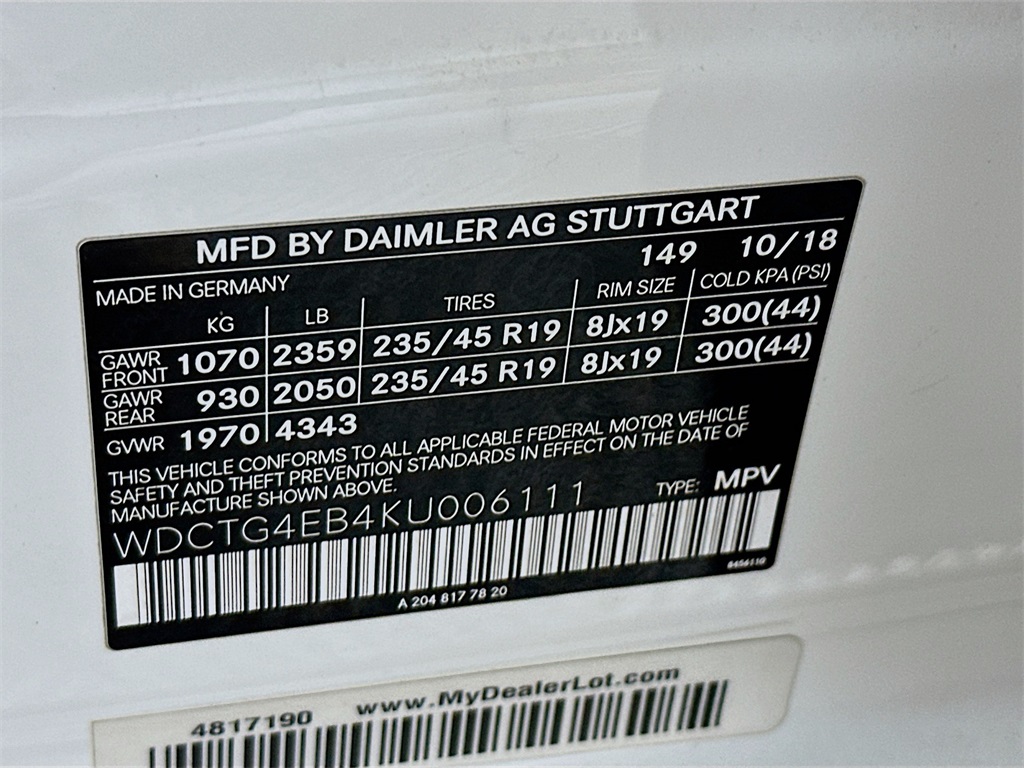 MFD BY DAIMLER AG STUTTGART
149 10/18
MADE IN GERMANY
KG LB TIRES RIM SIZE COLD KPA (PSI)
GAWR FRONT 1070 2359 235/45 R19 8Jx19 300(44)
GAWR REAR 930 2050 235/45 R19 8Jx19 300(44)
GVWR 1970 4343
THIS VEHICLE CONFORMS TO ALL APPLICABLE FEDERAL MOTOR VEHICLE
SAFETY AND THEFT PREVENTION STANDARDS IN EFFECT ON THE DATE OF
MANUFACTURE SHOWN ABOVE.
WDCTG4EB4KU006111 TYPE: MPV
A 204 817 78 20
4817190 www.MyDealerLot.com